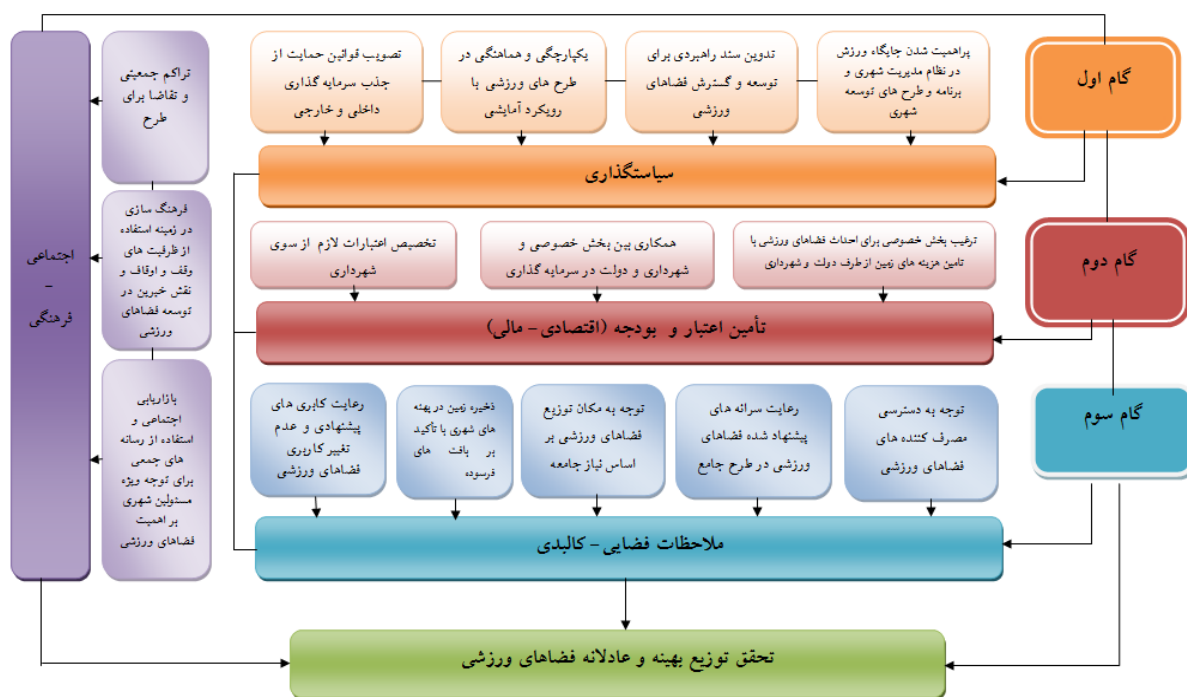 گام اول
پراهمیت شدن جایگاه ورزش
در نظام مدیریت شهری و
برنامه و طرح های توسعه
شهری
تدوین سند راهبردی برای
توسعه و گسترش فضاهای
ورزشی
یکپارچگی و هماهنگی در
طرح های ورزشی با
رویکرد آمایشی
تصویب قوانین حمایت از
جذب سرمایه گذاری
داخلی و خارجی
سیاستگذاری
گام دوم
ترغیب بخش خصوصی برای احداث فضاهای ورزشی با
تامین هزینه های زمین از طرف دولت و شهرداری
همکاری بین بخش خصوصی و
شهرداری و دولت در سرمایه گذاری
تخصیص اعتبارات لازم از سوی
شهرداری
تأمین اعتبار و بودجه (اقتصادی- مالی)
گام سوم
توجه به دسترسی
مصرف کننده های
فضاهای ورزشی
رعایت سرانه های
پیشنهاد شده فضاهای
ورزشی در طرح جامع
توجه به مکان توزیع
فضاهای ورزشی بر
اساس نیاز جامعه
ذخیره زمین در پهنه
های شهری با تأکید
بر بافت های
فرسوده
رعایت کابری های
پیشنهادی و عدم
تغییر کاربری
فضاهای ورزشی
ملاحظات فضایی- کالبدی
تراکم جمعیتی
و تقاضا برای
طرح
فرهنگ سازی
در زمینه استفاده
از ظرفیت های
وقف و اوقاف و
نقش خیرین در
توسعه فضاهای
ورزشی
بازاریابی
اجتماعی و
استفاده از رسانه
های جمعی
برای توجه ویژه
مسئولین شهری
بر اهمیت
فضاهای ورزشی
اجتماعی
-
فرهنگی
تحقق توزیع بهینه و عادلانه فضاهای ورزشی